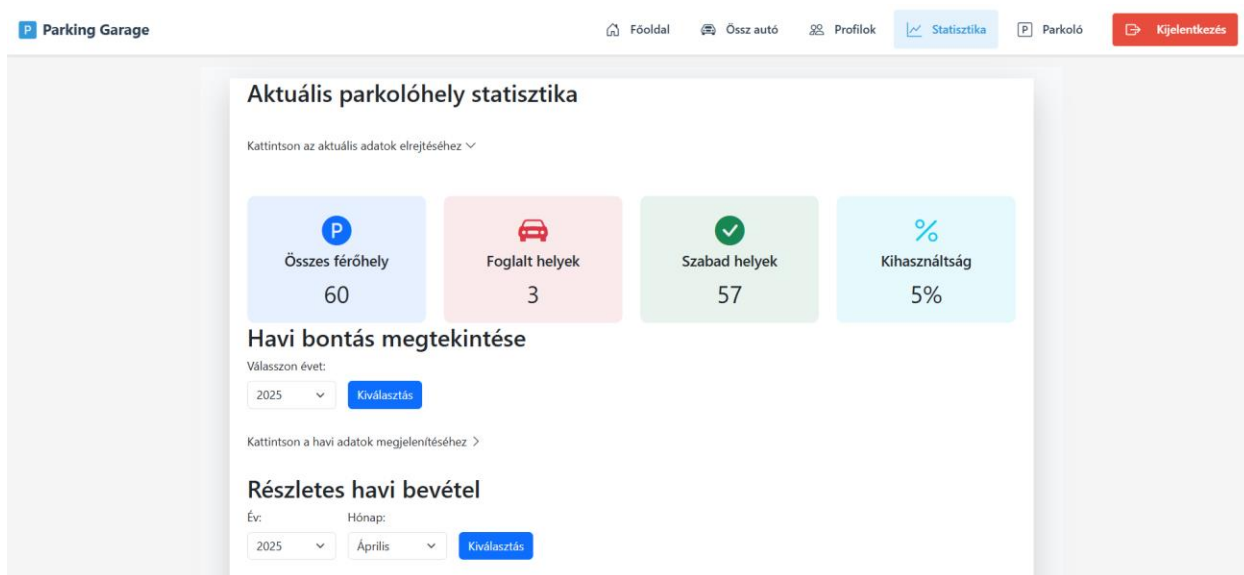 P Parking Garage
Főoldal Össz autó Profilok Statisztika P Parkoló Kijelentkezés
Aktuális parkolóhely statisztika
Kattintson az aktuális adatok elrejtéséhez
P
Összes férőhely Foglalt helyek Szabad helyek % Kihasználtság
60 3 57 5%
Havi bontás megtekintése
Válasszon évet:
2025 Kiválasztás
Kattintson a havi adatok megjelenítéséhez
Részletes havi bevétel
Év: Hónap:
2025 Április Kiválasztás